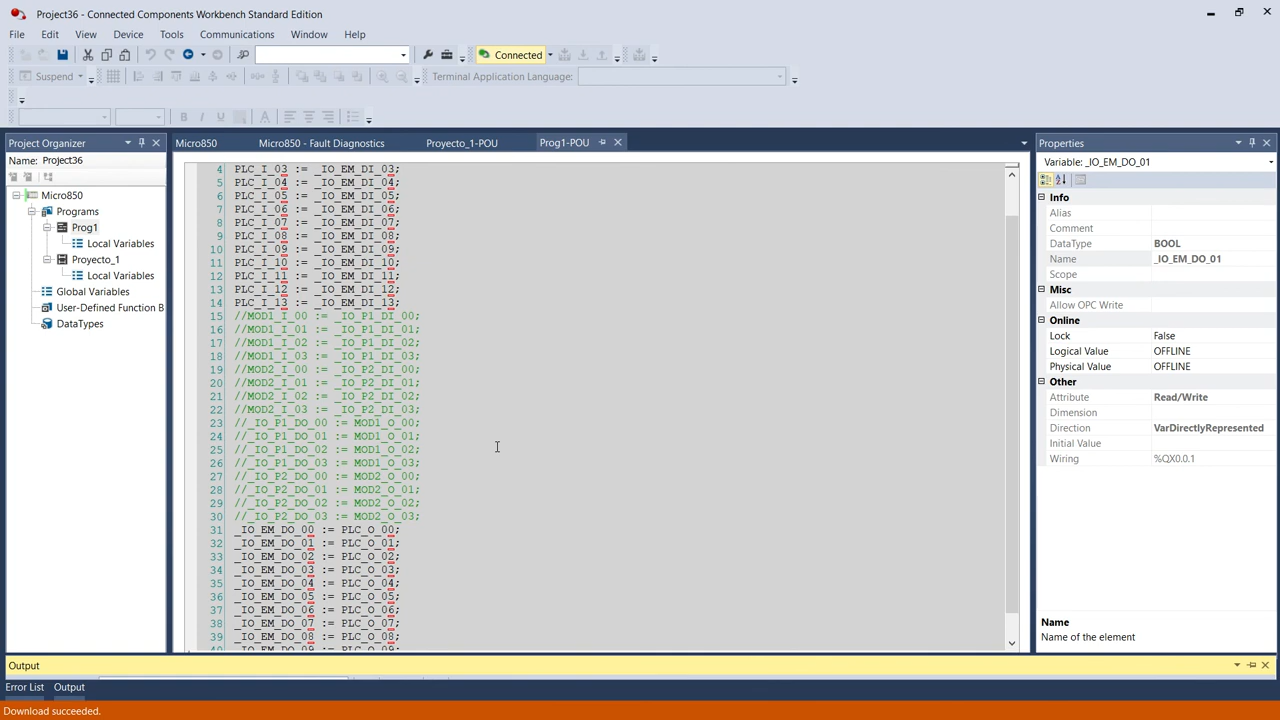 Project36 - Connected Components Workbench Standard Edition
File Edit View Device Tools Communications Window Help
Connected
Suspend
Terminal Application Language:
Project Organizer
Name: Project36
Micro850
Programs
Prog1
Local Variables
Proyecto_1
Local Variables
Global Variables
User-Defined Function B
DataTypes
Micro850 Micro850 - Fault Diagnostics Proyecto_1-POU Prog1-POU
4 PLC_I_03 := _IO_EM_DI_03;
5 PLC_I_04 := _IO_EM_DI_04;
6 PLC_I_05 := _IO_EM_DI_05;
7 PLC_I_06 := _IO_EM_DI_06;
8 PLC_I_07 := _IO_EM_DI_07;
9 PLC_I_08 := _IO_EM_DI_08;
10 PLC_I_09 := _IO_EM_DI_09;
11 PLC_I_10 := _IO_EM_DI_10;
12 PLC_I_11 := _IO_EM_DI_11;
13 PLC_I_12 := _IO_EM_DI_12;
14 PLC_I_13 := _IO_EM_DI_13;
15 //MOD1_I_00 := _IO_P1_DI_00;
16 //MOD1_I_01 := _IO_P1_DI_01;
17 //MOD1_I_02 := _IO_P1_DI_02;
18 //MOD1_I_03 := _IO_P1_DI_03;
19 //MOD2_I_00 := _IO_P2_DI_00;
20 //MOD2_I_01 := _IO_P2_DI_01;
21 //MOD2_I_02 := _IO_P2_DI_02;
22 //MOD2_I_03 := _IO_P2_DI_03;
23 //_IO_P1_DO_00 := MOD1_O_00;
24 //_IO_P1_DO_01 := MOD1_O_01;
25 //_IO_P1_DO_02 := MOD1_O_02;
26 //_IO_P1_DO_03 := MOD1_O_03;
27 //_IO_P2_DO_00 := MOD2_O_00;
28 //_IO_P2_DO_01 := MOD2_O_01;
29 //_IO_P2_DO_02 := MOD2_O_02;
30 //_IO_P2_DO_03 := MOD2_O_03;
31 _IO_EM_DO_00 := PLC_O_00;
32 _IO_EM_DO_01 := PLC_O_01;
33 _IO_EM_DO_02 := PLC_O_02;
34 _IO_EM_DO_03 := PLC_O_03;
35 _IO_EM_DO_04 := PLC_O_04;
36 _IO_EM_DO_05 := PLC_O_05;
37 _IO_EM_DO_06 := PLC_O_06;
38 _IO_EM_DO_07 := PLC_O_07;
39 _IO_EM_DO_08 := PLC_O_08;
40 _IO_EM_DO_09 := PLC_O_09;
Properties
Variable: _IO_EM_DO_01
Info
Alias
Comment
DataType BOOL
Name _IO_EM_DO_01
Scope
Misc
Allow OPC Write
Online
Lock False
Logical Value OFFLINE
Physical Value OFFLINE
Other
Attribute Read/Write
Dimension
Direction VarDirectlyRepresented
Initial Value
Wiring %QX0.0.1
Name
Name of the element
Output
Error List Output
Download succeeded.